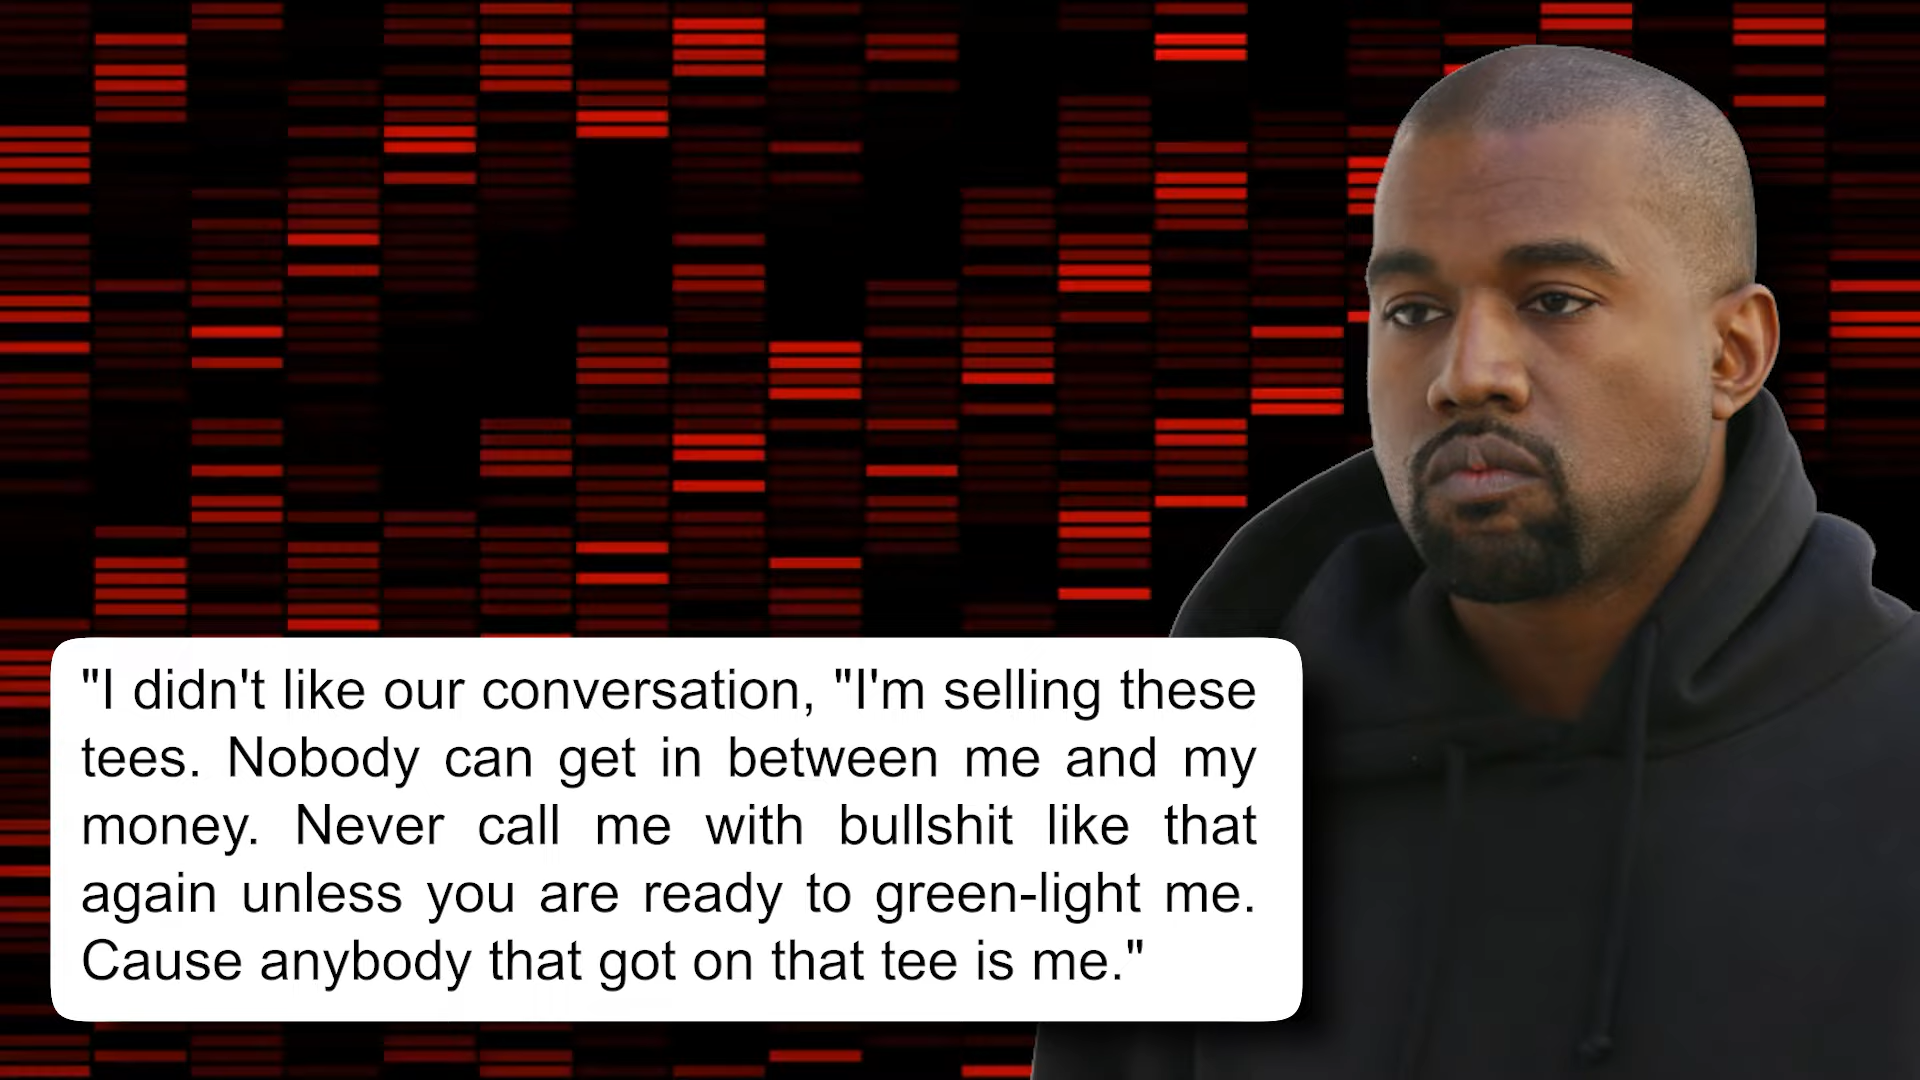 "I didn't like our conversation, "I'm selling these
tees. Nobody can get in between me and my
money. Never call me with bullshit like that
again unless you are ready to green-light me.
Cause anybody that got on that tee is me."